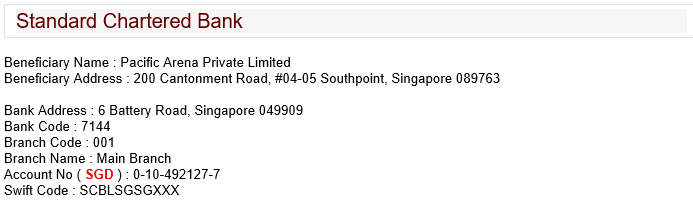 Standard Chartered Bank
Beneficiary Name : Pacific Arena Private Limited
Beneficiary Address : 200 Cantonment Road, #04-05 Southpoint, Singapore 089763
Bank Address : 6 Battery Road, Singapore 049909
Bank Code : 7144
Branch Code : 001
Branch Name : Main Branch
Account No ( SGD ) : 0-10-492127-7
Swift Code : SCBLSGSGXXX